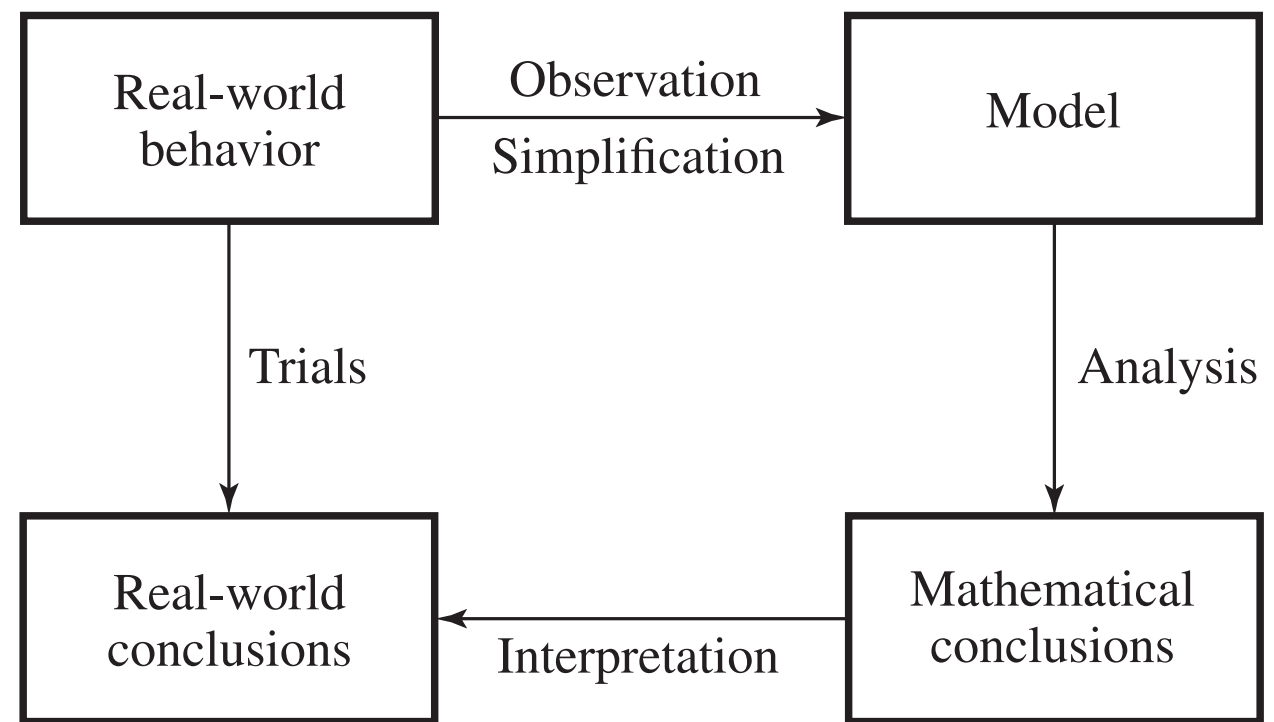 Real-world
behavior
Observation
Simplification
Model
Trials
Analysis
Real-world
conclusions
Interpretation
Mathematical
conclusions